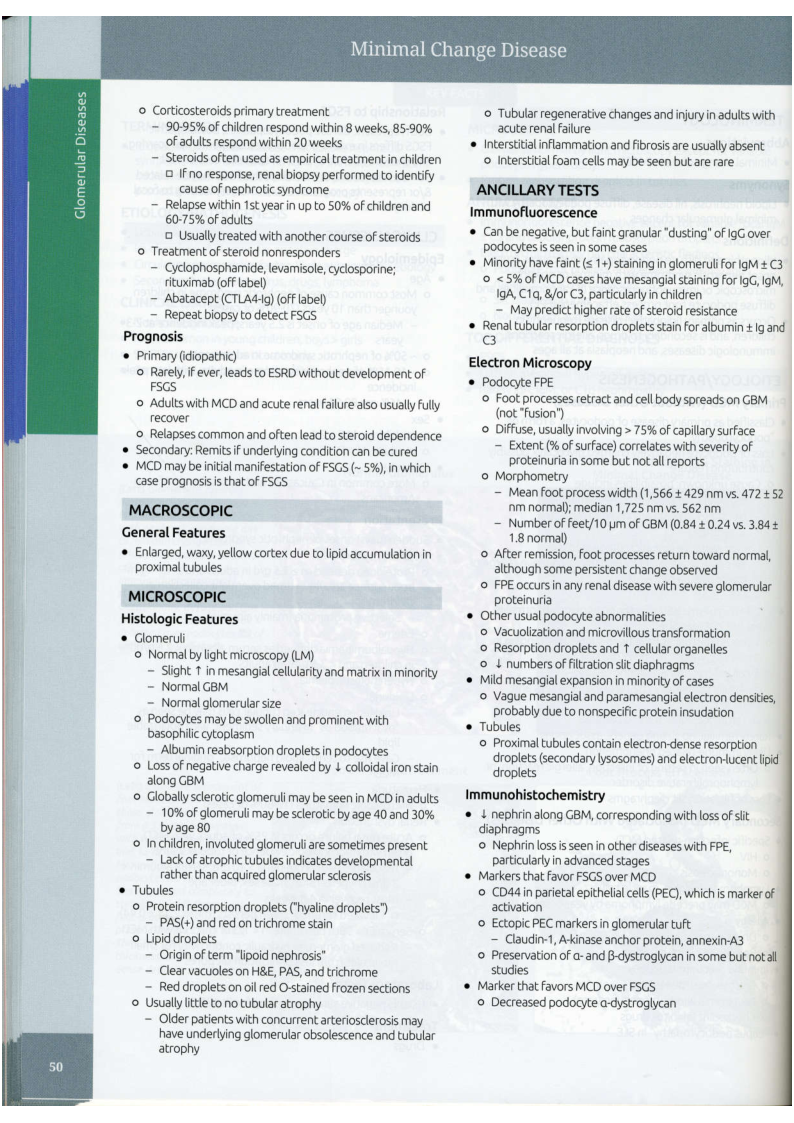 Minimal Change Disease
Glomerular Diseases
o Corticosteroids primary treatment
– 90-95% of children respond within 8 weeks, 85-90%
of adults respond within 20 weeks
– Steroids often used as empirical treatment in children
□ If no response, renal biopsy performed to identify
cause of nephrotic syndrome
– Relapse within 1st year in up to 50% of children and
60-75% of adults
□ Usually treated with another course of steroids
o Treatment of steroid nonresponders
– Cyclophosphamide, levamisole, cyclosporine;
rituximab (off label)
– Abatacept (CTLA4-Ig) (off label)
– Repeat biopsy to detect FSGS
Prognosis
• Primary (idiopathic)
o Rarely, if ever, leads to ESRD without development of
FSGS
o Adults with MCD and acute renal failure also usually fully
recover
o Relapses common and often lead to steroid dependence
• Secondary: Remits if underlying condition can be cured
• MCD may be initial manifestation of FSGS (~ 5%), in which
case prognosis is that of FSGS
MACROSCOPIC
General Features
• Enlarged, waxy, yellow cortex due to lipid accumulation in
proximal tubules
MICROSCOPIC
Histologic Features
• Glomeruli
o Normal by light microscopy (LM)
– Slight ↑ in mesangial cellularity and matrix in minority
– Normal GBM
– Normal glomerular size
o Podocytes may be swollen and prominent with
basophilic cytoplasm
– Albumin reabsorption droplets in podocytes
o Loss of negative charge revealed by ↓ colloidal iron stain
along GBM
o Globally sclerotic glomeruli may be seen in MCD in adults
– 10% of glomeruli may be sclerotic by age 40 and 30%
by age 80
o In children, involuted glomeruli are sometimes present
– Lack of atrophic tubules indicates developmental
rather than acquired glomerular sclerosis
• Tubules
o Protein resorption droplets ("hyaline droplets")
– PAS(+) and red on trichrome stain
o Lipid droplets
– Origin of term "lipoid nephrosis"
– Clear vacuoles on H&E, PAS, and trichrome
– Red droplets on oil red O-stained frozen sections
o Usually little to no tubular atrophy
– Older patients with concurrent arteriosclerosis may
have underlying glomerular obsolescence and tubular
atrophy
o Tubular regenerative changes and injury in adults with
acute renal failure
• Interstitial inflammation and fibrosis are usually absent
o Interstitial foam cells may be seen but are rare
ANCILLARY TESTS
Immunofluorescence
• Can be negative, but faint granular "dusting" of IgG over
podocytes is seen in some cases
• Minority have faint (≤ 1+) staining in glomeruli for IgM ± C3
o < 5% of MCD cases have mesangial staining for IgG, IgM,
IgA, C1q, &/or C3, particularly in children
– May predict higher rate of steroid resistance
• Renal tubular resorption droplets stain for albumin ± Ig and
C3
Electron Microscopy
• Podocyte FPE
o Foot processes retract and cell body spreads on GBM
(not "fusion")
o Diffuse, usually involving > 75% of capillary surface
– Extent (% of surface) correlates with severity of
proteinuria in some but not all reports
o Morphometry
– Mean foot process width (1,566 ± 429 nm vs. 472 ± 52
nm normal); median 1,725 nm vs. 562 nm
– Number of feet/10 μm of GBM (0.84 ± 0.24 vs. 3.84 ±
1.8 normal)
o After remission, foot processes return toward normal,
although some persistent change observed
o FPE occurs in any renal disease with severe glomerular
proteinuria
• Other usual podocyte abnormalities
o Vacuolization and microvillous transformation
o Resorption droplets and ↑ cellular organelles
o ↓ numbers of filtration slit diaphragms
• Mild mesangial expansion in minority of cases
o Vague mesangial and paramesangial electron densities,
probably due to nonspecific protein insudation
• Tubules
o Proximal tubules contain electron-dense resorption
droplets (secondary lysosomes) and electron-lucent lipid
droplets
Immunohistochemistry
• ↓ nephrin along GBM, corresponding with loss of slit
diaphragms
o Nephrin loss is seen in other diseases with FPE,
particularly in advanced stages
• Markers that favor FSGS over MCD
o CD44 in parietal epithelial cells (PEC), which is marker of
activation
o Ectopic PEC markers in glomerular tuft
– Claudin-1, A-kinase anchor protein, annexin-A3
o Preservation of α- and β-dystroglycan in some but not all
studies
• Marker that favors MCD over FSGS
o Decreased podocyte α-dystroglycan
50